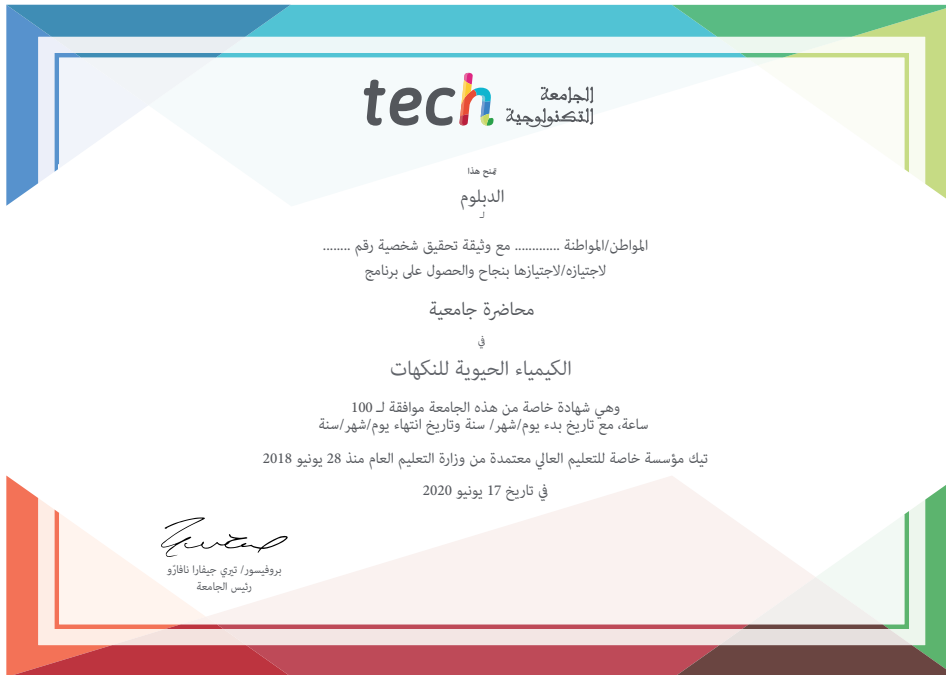 tech
الجامعة
التكنولوجية
يمنح هذا
الدبلوم
لـ
المواطن/المواطنة ............ مع وثيقة تحقيق شخصية رقم ........
لاجتيازه/لاجتيازها بنجاح والحصول على برنامج
محاضرة جامعية
في
الكيمياء الحيوية للنكهات
وهي شهادة خاصة من هذه الجامعة موافقة لـ 100
ساعة، مع تاريخ بدء يوم/شهر/ سنة وتاريخ انتهاء يوم/شهر/سنة
تيك مؤسسة خاصة للتعليم العالي معتمدة من وزارة التعليم العام منذ 28 يونيو 2018
في تاريخ 17 يونيو 2020
بروفيسور/ تيري جيفارا نافارّو
رئيس الجامعة